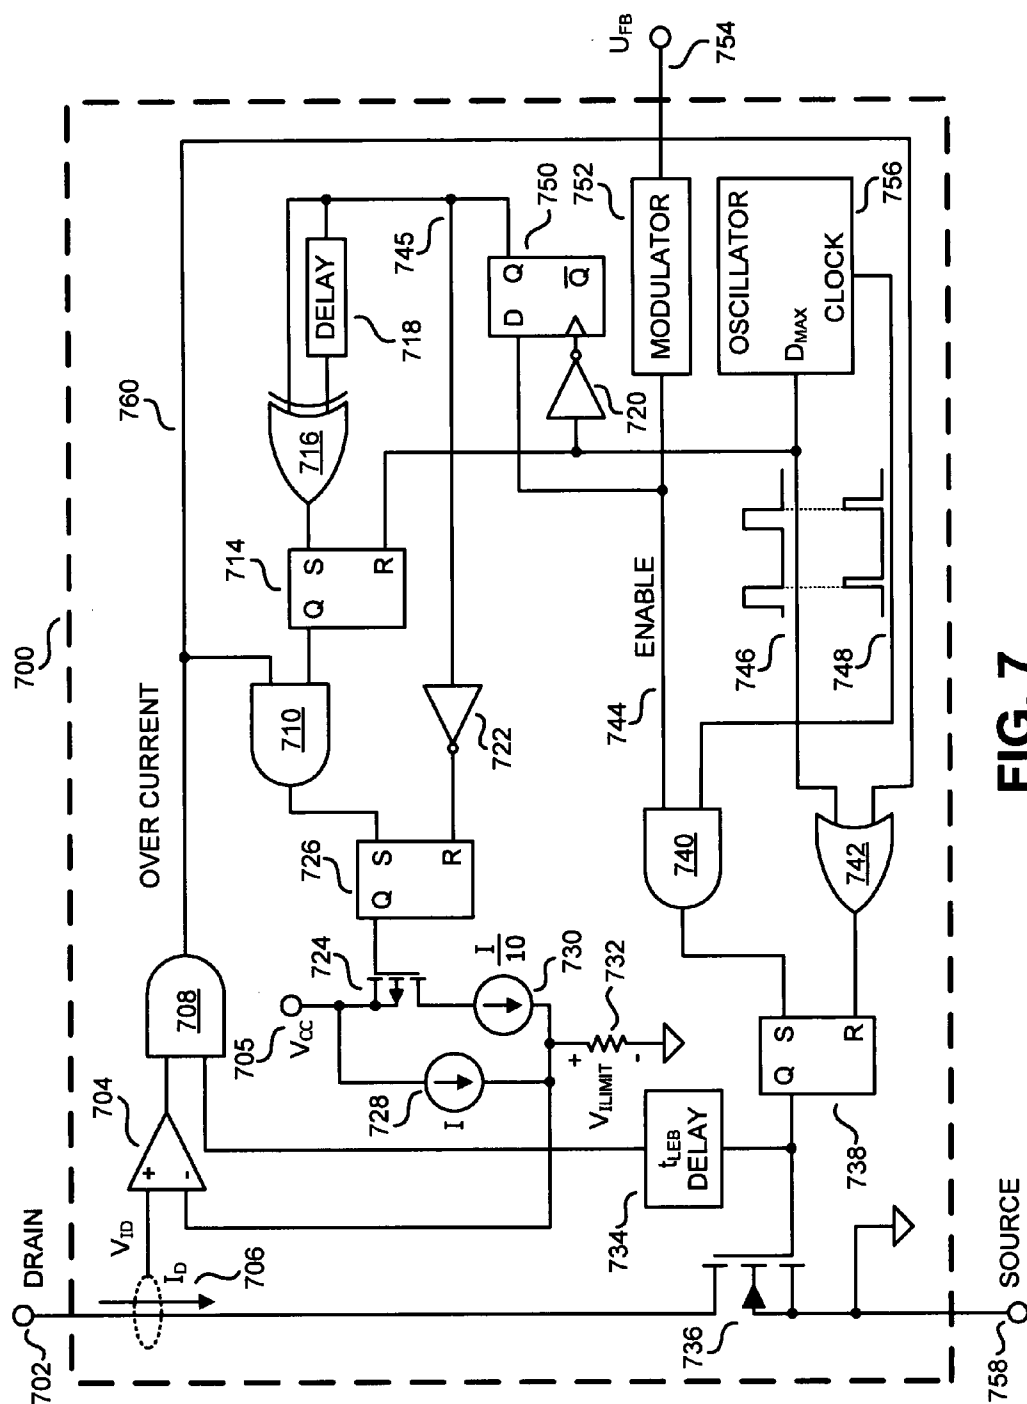 FIG. 7
700
702
DRAIN
V_ID
I_D
706
704
+
-
708
OVER CURRENT
760
705
V_CC
724
728
I
I
10
730
732
V_ILIMIT
+
-
726
Q
S
R
710
714
Q
S
R
716
DELAY
718
722
745
D
Q
Q̅
750
720
MODULATOR
752
U_FB
754
OSCILLATOR
D_MAX
CLOCK
756
ENABLE
744
746
748
740
742
734
t_LEB
DELAY
Q
S
R
738
736
SOURCE
758